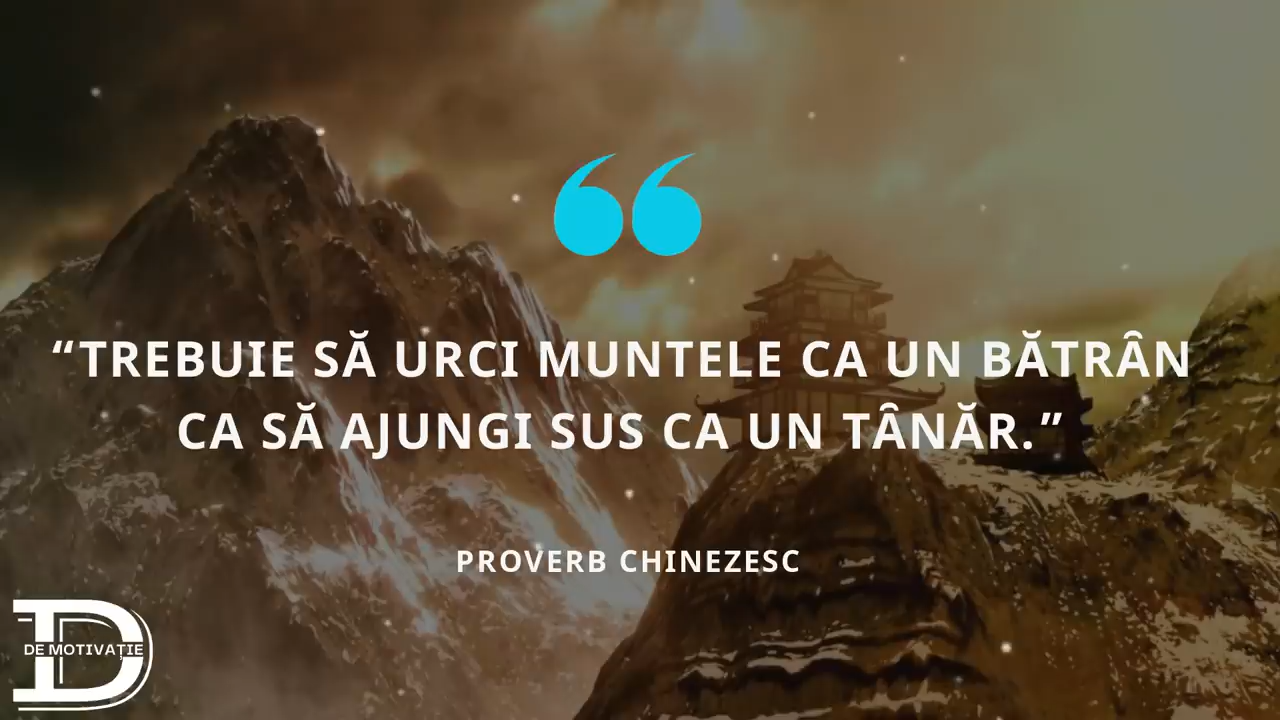 “TREBUIE SĂ URCI MUNTELE CA UN BĂTRÂN
CA SĂ AJUNGI SUS CA UN TÂNĂR.”
PROVERB CHINEZESC
DE MOTIVAȚIE